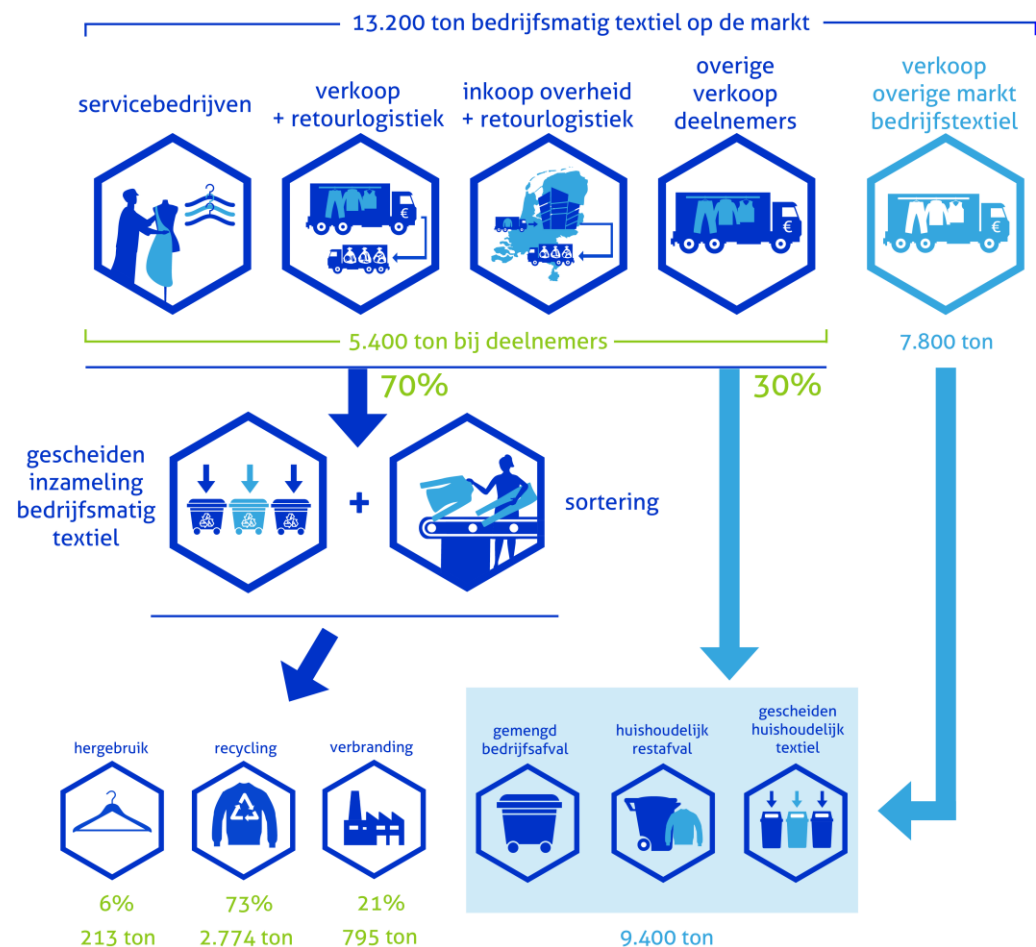 13.200 ton bedrijfsmatig textiel op de markt
servicebedrijven
verkoop
+ retourlogistiek
inkoop overheid
+ retourlogistiek
overige
verkoop
deelnemers
verkoop
overige markt
bedrijfstextiel
€
€
€
5.400 ton bij deelnemers
7.800 ton
70%
30%
gescheiden
inzameling
bedrijfsmatig
textiel
+
sortering
hergebruik
recycling
verbranding
gemengd
bedrijfsafval
huishoudelijk
restafval
gescheiden
huishoudelijk
textiel
6%
73%
21%
213 ton
2.774 ton
795 ton
9.400 ton